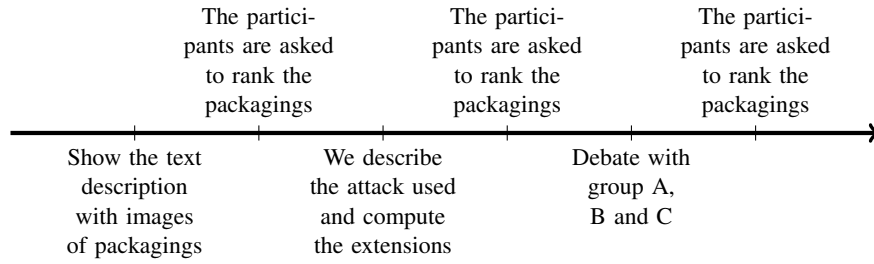 The partici-
pants are asked
to rank the
packagings
The partici-
pants are asked
to rank the
packagings
The partici-
pants are asked
to rank the
packagings
Show the text
description
with images
of packagings
We describe
the attack used
and compute
the extensions
Debate with
group A,
B and C